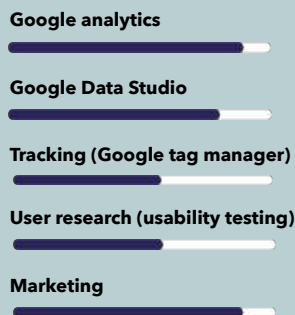 Google analytics
Google Data Studio
Tracking (Google tag manager)
User research (usability testing)
Marketing